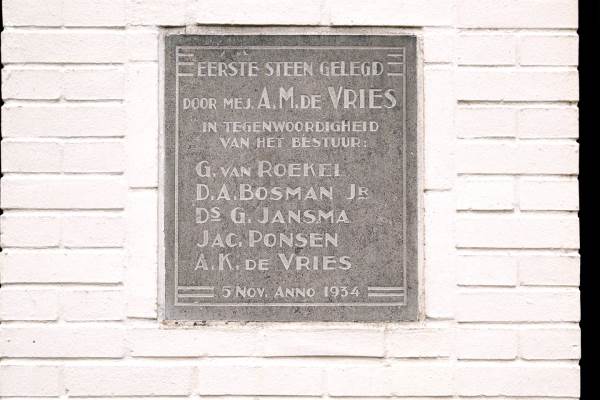 EERSTE STEEN GELEGD
DOOR MEJ. A.M. DE VRIES
IN TEGENWOORDIGHEID
VAN HET BESTUUR:
G. VAN ROEKEL
D.A. BOSMAN JR
DS G. JANSMA
JAC. PONSEN
A.K. DE VRIES
5 NOV. ANNO 1934